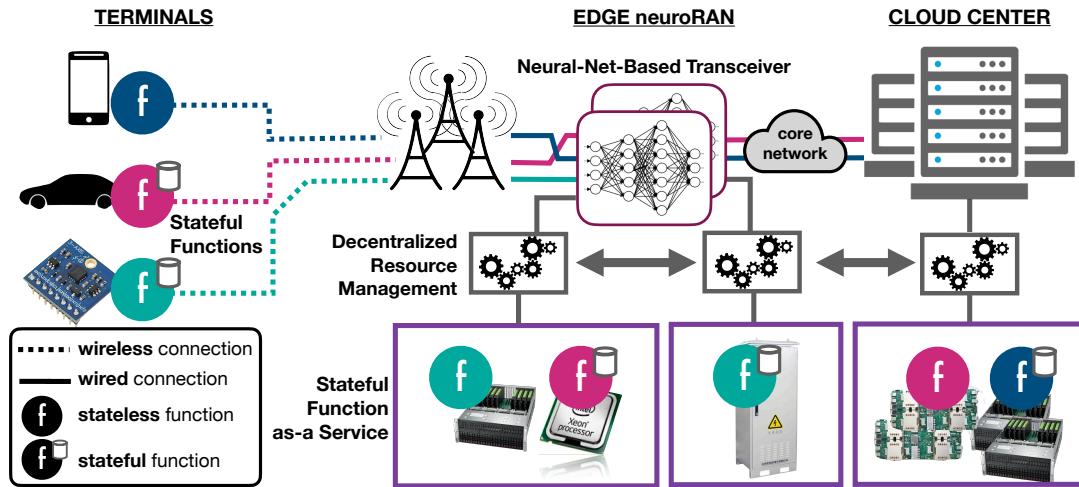 TERMINALS
EDGE neuroRAN
CLOUD CENTER
Neural-Net-Based Transceiver
f
core
network
f
Stateful
Functions
f
Decentralized
Resource
Management
wireless connection
wired connection
f stateless function
f stateful function
Stateful
Function
as-a Service
f
f
Xeon
processor
f
f
f